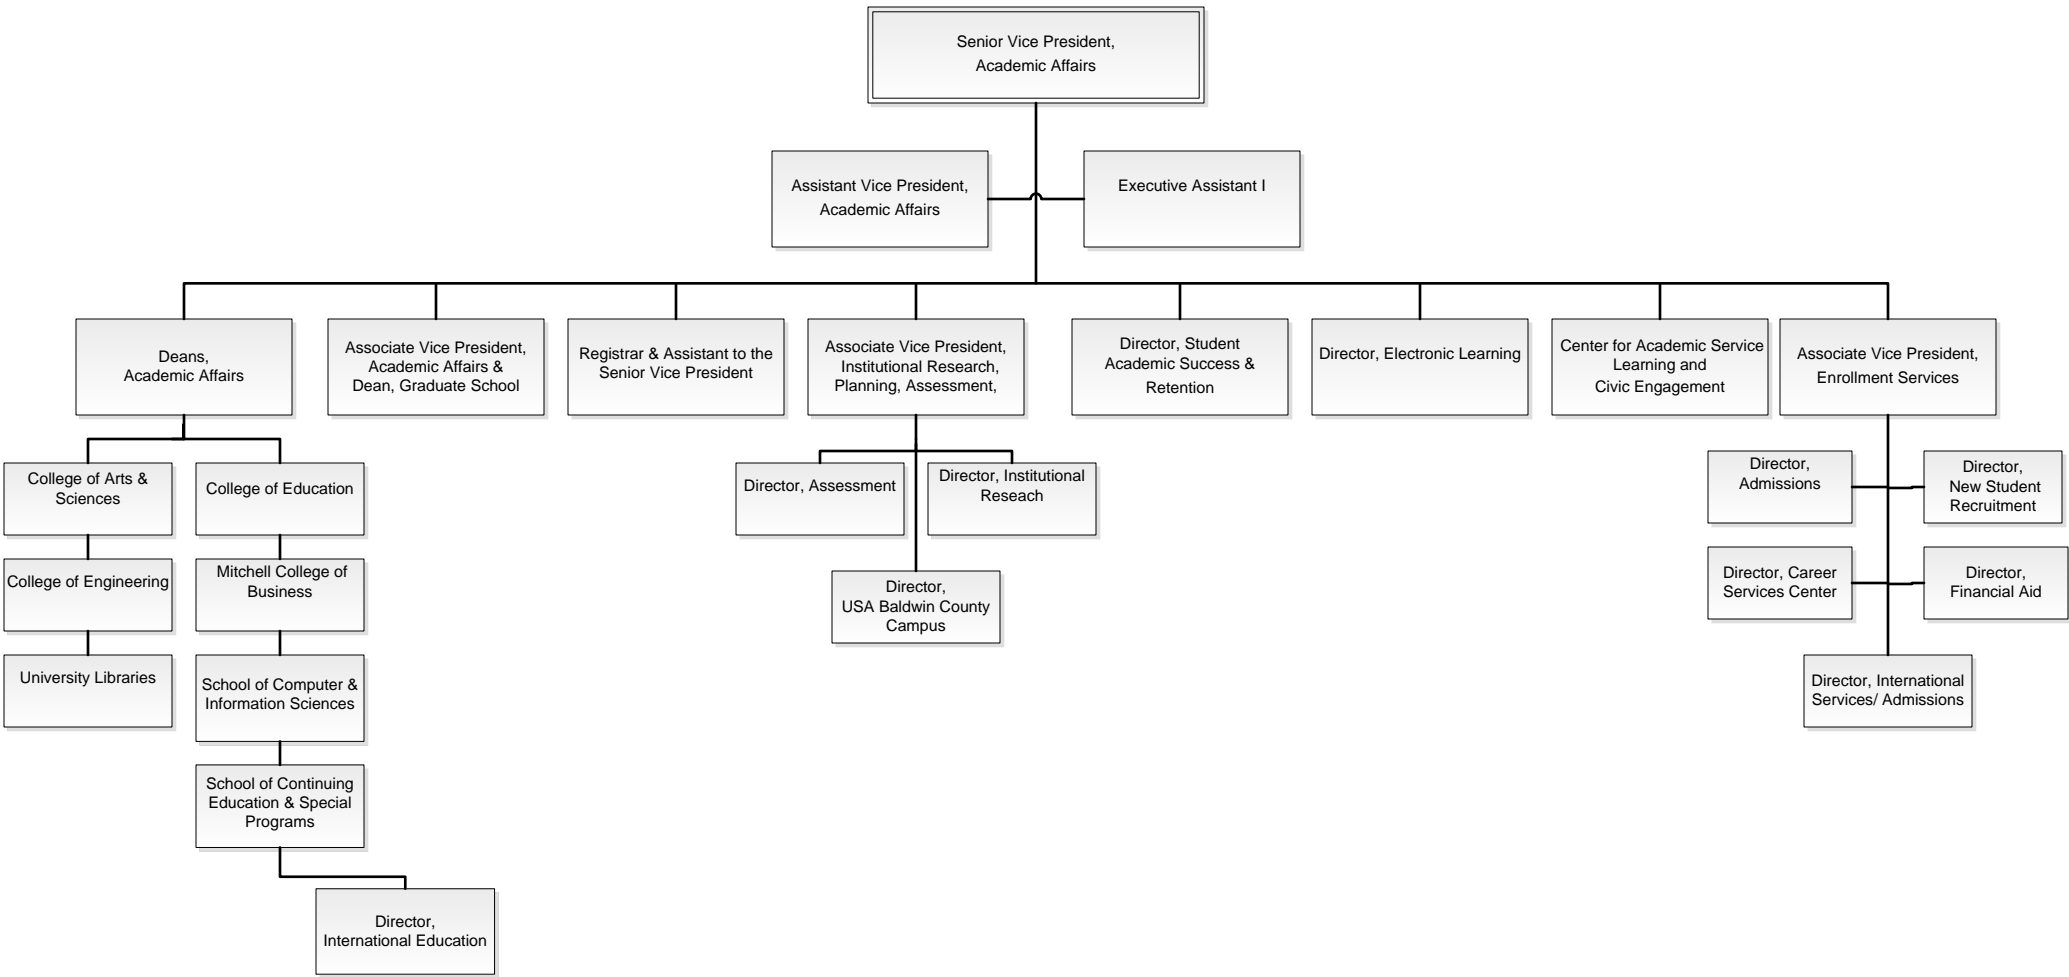 Senior Vice President,
Academic Affairs
Assistant Vice President,
Academic Affairs
Executive Assistant I
Deans,
Academic Affairs
Associate Vice President,
Academic Affairs &
Dean, Graduate School
Registrar & Assistant to the
Senior Vice President
Associate Vice President,
Institutional Research,
Planning, Assessment,
Director, Student
Academic Success &
Retention
Director, Electronic Learning
Center for Academic Service
Learning and
Civic Engagement
Associate Vice President,
Enrollment Services
College of Arts &
Sciences
College of Education
Director, Assessment
Director, Institutional
Reseach
Director,
Admissions
Director,
New Student
Recruitment
College of Engineering
Mitchell College of
Business
Director,
USA Baldwin County
Campus
Director, Career
Services Center
Director,
Financial Aid
University Libraries
School of Computer &
Information Sciences
Director, International
Services/ Admissions
School of Continuing
Education & Special
Programs
Director,
International Education